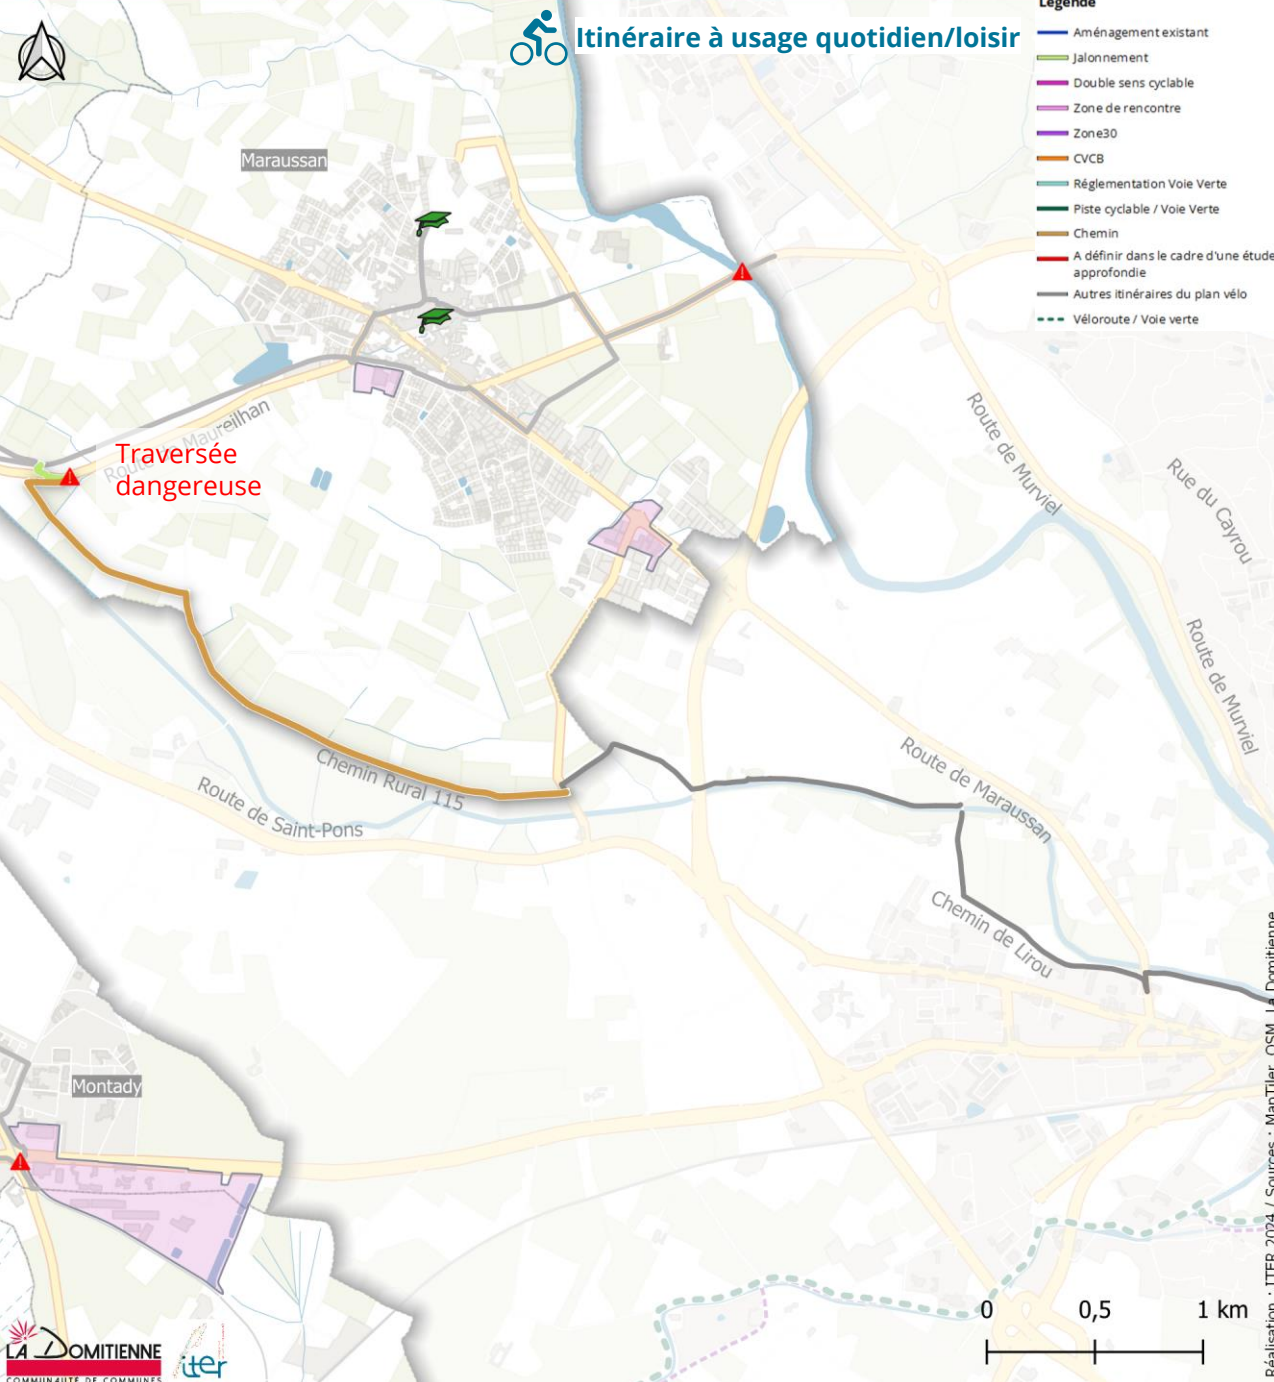 Itinéraire à usage quotidien/loisir
Légende
Aménagement existant
Jalonnement
Double sens cyclable
Zone de rencontre
Zone30
CVCB
Réglementation Voie Verte
Piste cyclable / Voie Verte
Chemin
A définir dans le cadre d'une étude
approfondie
Autres itinéraires du plan vélo
Véloroute / Voie verte
Maraussan
Route de Maureilhan
Traversée
dangereuse
Route de Murviel
Rue du Cayrou
Route de Murviel
Chemin Rural 115
Route de Saint-Pons
Route de Maraussan
Chemin de Lirou
Montady
0 0,5 1 km
LA DOMITIENNE
COMMUNAUTÉ DE COMMUNES
iter
Réalisation : ITER 2024 / Sources : MapTiler, OSM, La Domitienne